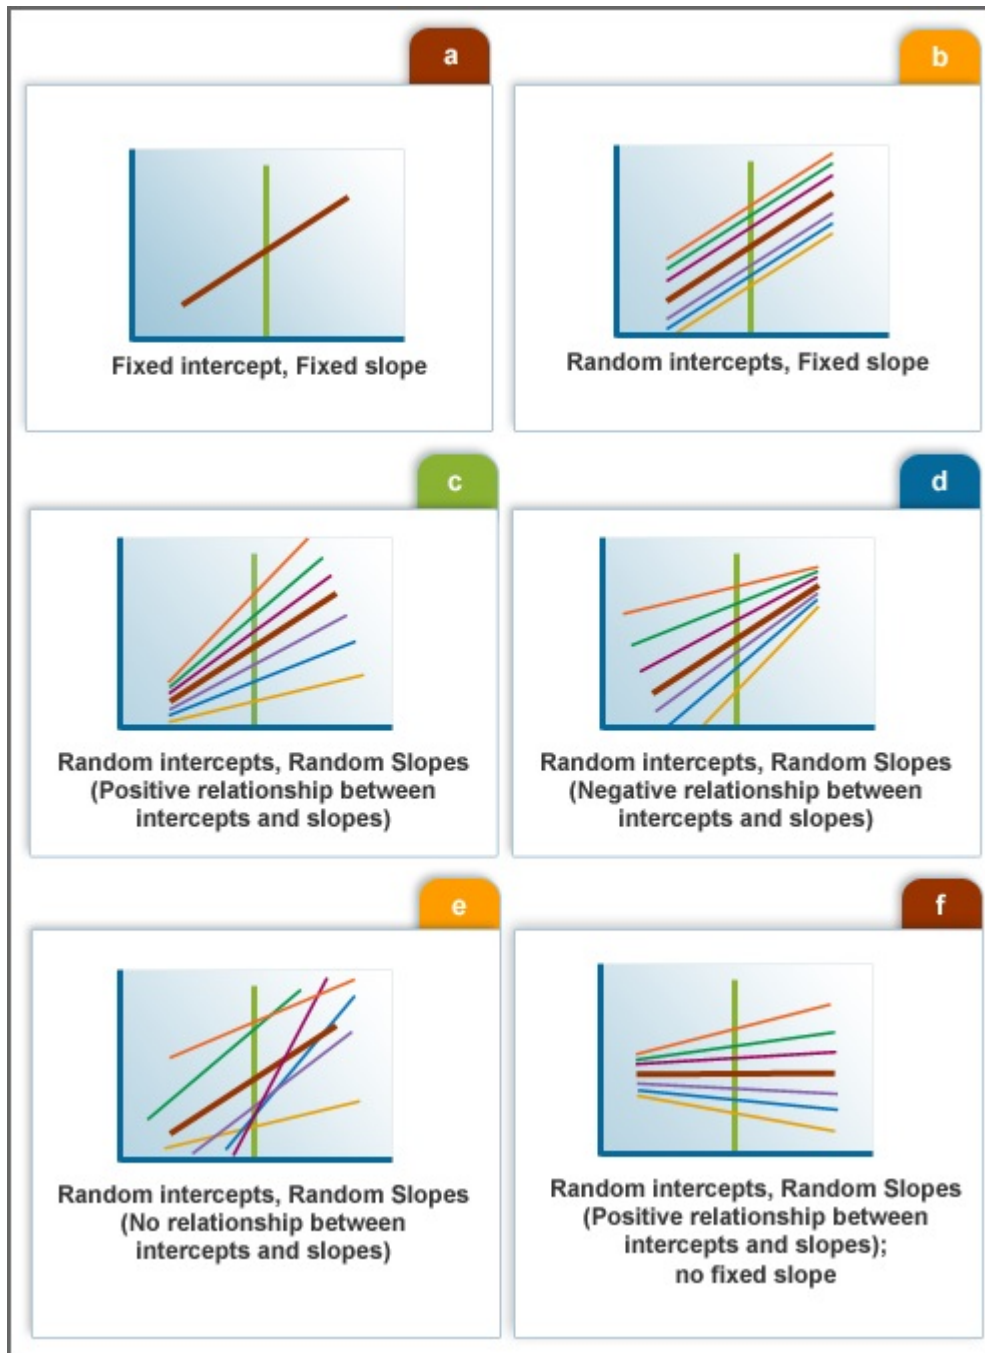 a
b
Fixed intercept, Fixed slope
Random intercepts, Fixed slope
c
d
Random intercepts, Random Slopes
(Positive relationship between
intercepts and slopes)
Random intercepts, Random Slopes
(Negative relationship between
intercepts and slopes)
e
f
Random intercepts, Random Slopes
(No relationship between
intercepts and slopes)
Random intercepts, Random Slopes
(Positive relationship between
intercepts and slopes);
no fixed slope